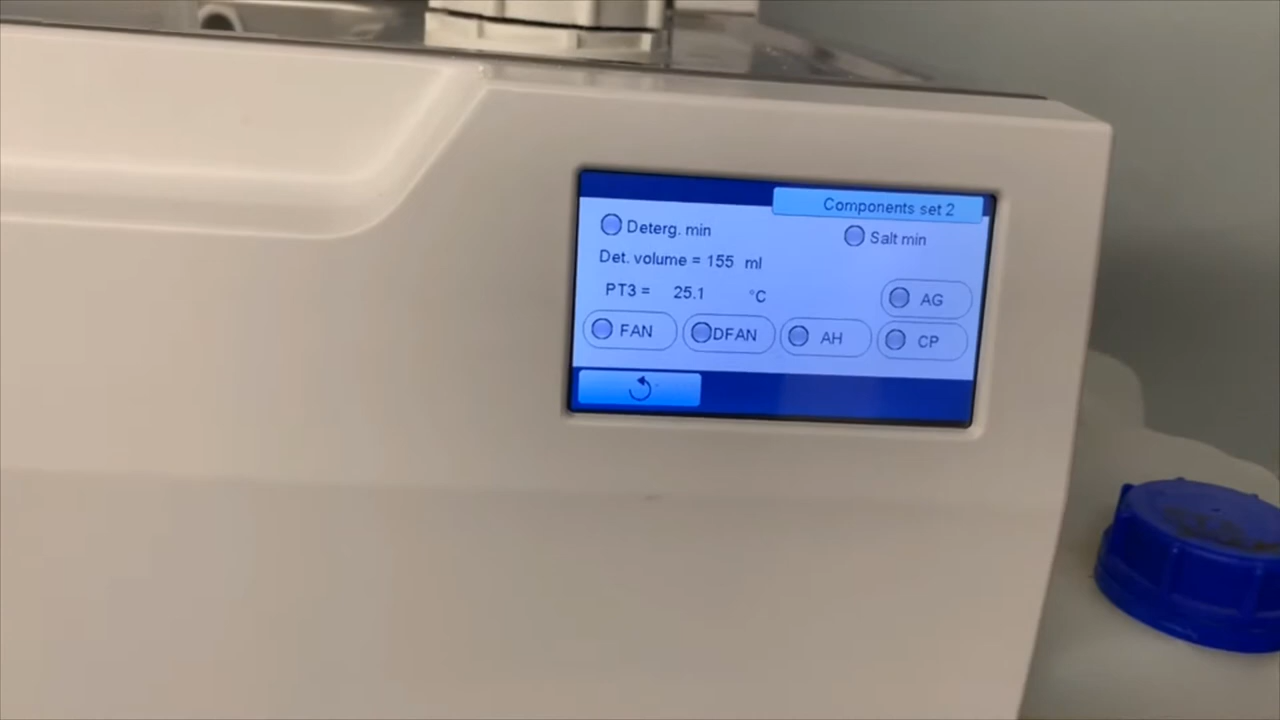 Components set 2
Deterg. min
Salt min
Det. volume = 155 ml
PT3 = 25.1 °C
AG
FAN
DFAN
AH
CP